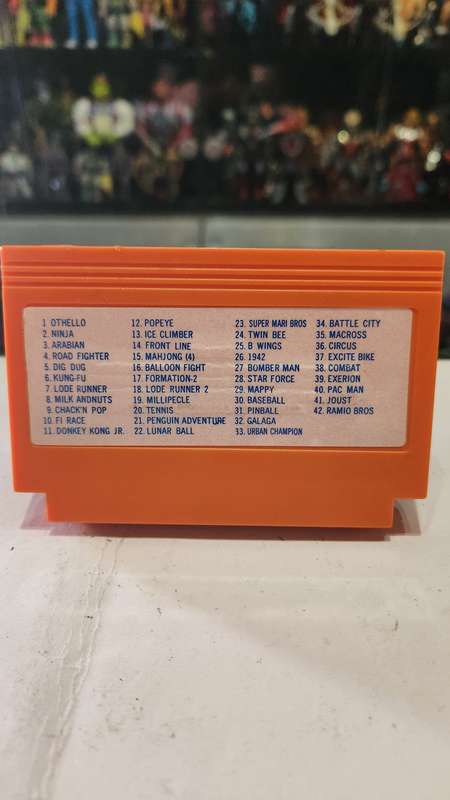 1 OTHELLO
2. NINJA
3. ARABIAN
4. ROAD FIGHTER
5. DIG DUG
6. KUNG-FU
7. LODE RUNNER
8. MILK ANDNUTS
9. CHACK'N POP
10. FI RACE
11. DONKEY KONG JR.
12. POPEYE
13. ICE CLIMBER
14. FRONT LINE
15. MAHJONG (4)
16. BALLOON FIGHT
17. FORMATION-2
18. LODE RUNNER 2
19. MILLIPECLE
20. TENNIS
21. PENGUIN ADVENTURE
22. LUNAR BALL
23. SUPER MARI BROS
24. TWIN BEE
25. B WINGS
26. 1942
27. BOMBER MAN
28. STAR FORCE
29. MAPPY
30. BASEBALL
31. PINBALL
32. GALAGA
33. URBAN CHAMPION
34. BATTLE CITY
35. MACROSS
36. CIRCUS
37. EXCITE BIKE
38. COMBAT
39. EXERION
40. PAC MAN
41. JOUST
42. RAMIO BROS